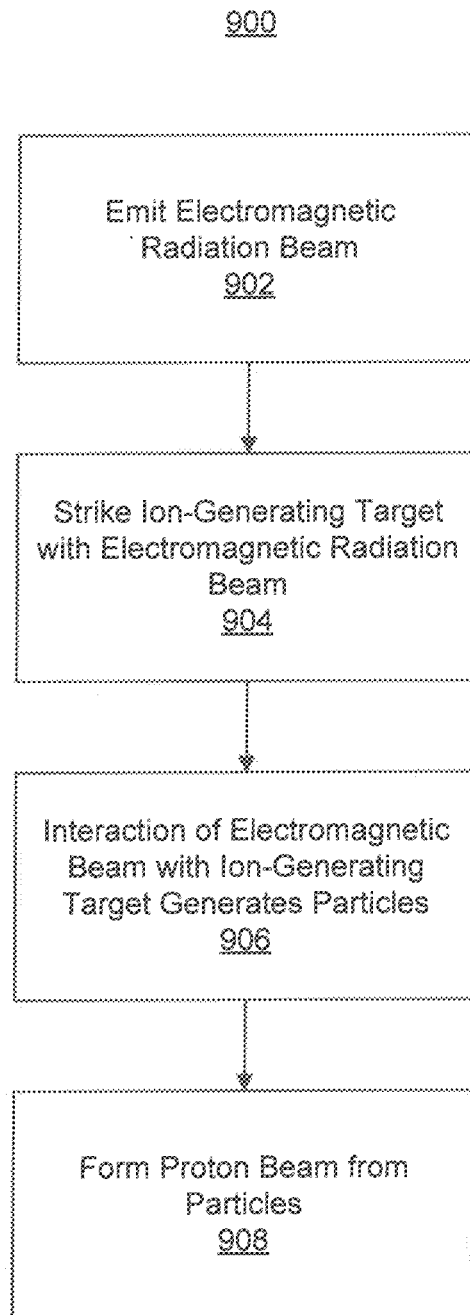 900
Emit Electromagnetic
Radiation Beam
902
Strike Ion-Generating Target
with Electromagnetic Radiation
Beam
904
Interaction of Electromagnetic
Beam with Ion-Generating
Target Generates Particles
906
Form Proton Beam from
Particles
908